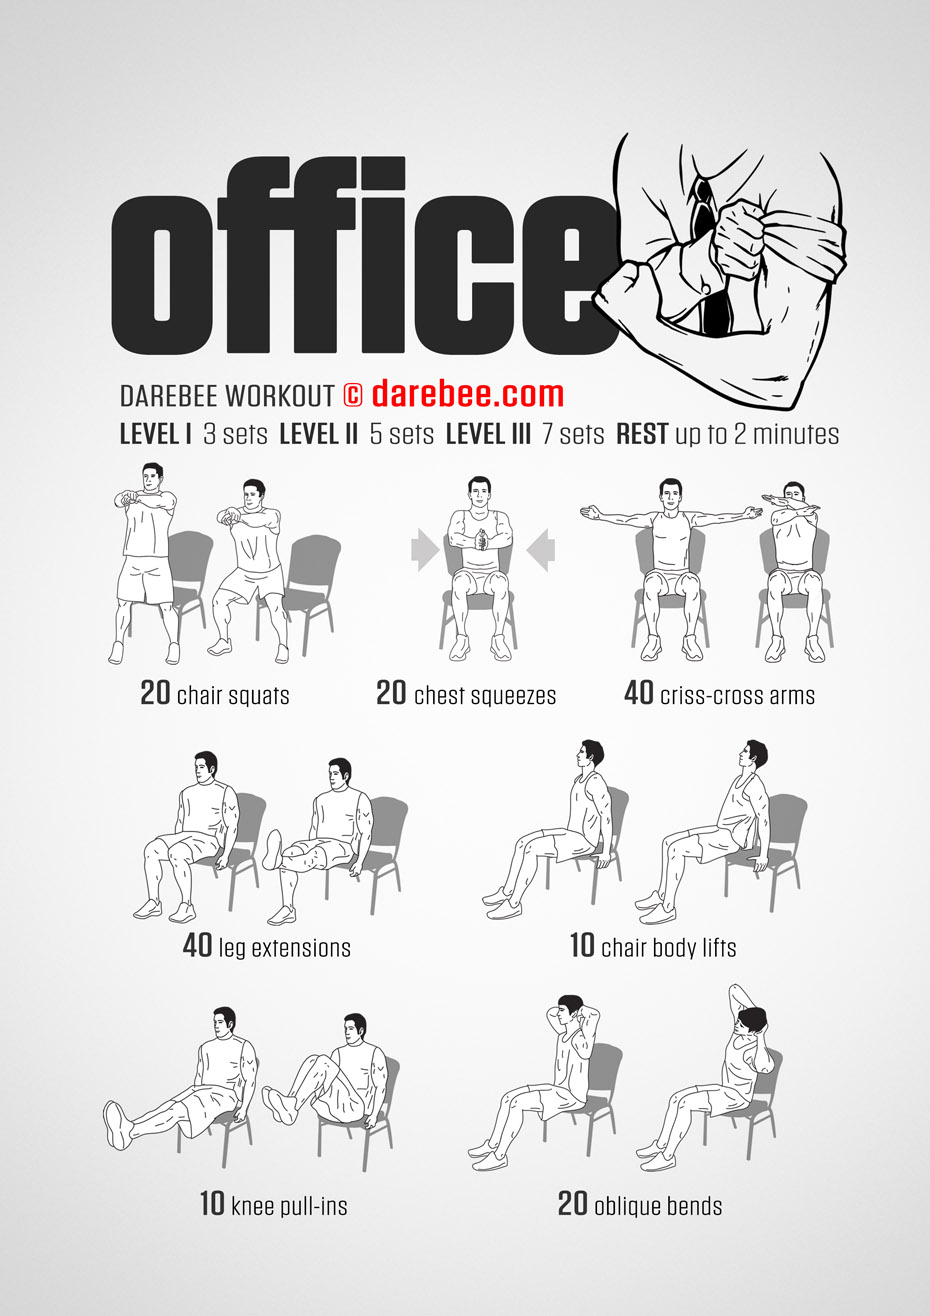 office
DAREBEE WORKOUT © darebee.com
LEVEL I 3 sets LEVEL II 5 sets LEVEL III 7 sets REST up to 2 minutes
20 chair squats
20 chest squeezes
40 criss-cross arms
40 leg extensions
10 chair body lifts
10 knee pull-ins
20 oblique bends